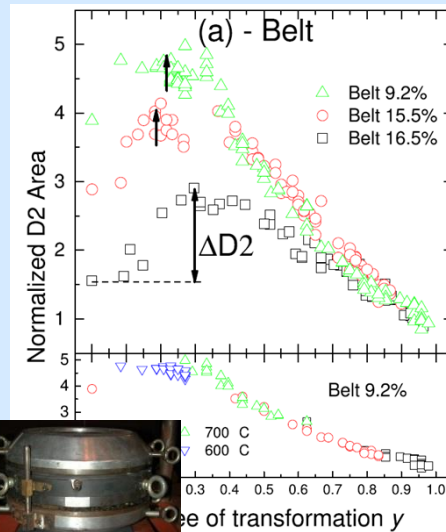 (a) - Belt
5
4
3
2
1
Normalized D2 Area
Belt 9.2%
Belt 15.5%
Belt 16.5%
ΔD2
5
4
3
Belt 9.2%
700 C
600 C
0.3 0.4 0.5 0.6 0.7 0.8 0.9 1.0
ee of transformation y